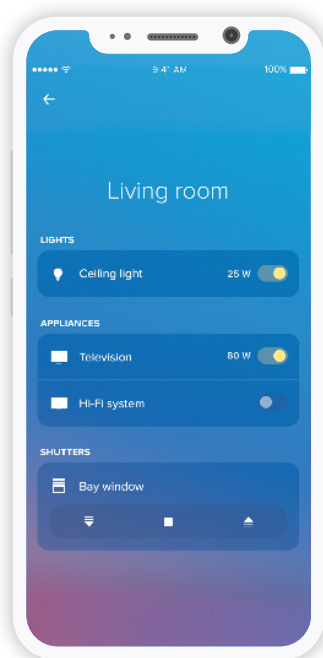 9:41 AM 100%
Living room
LIGHTS
Ceiling light 25 W
APPLIANCES
Television 80 W
Hi-Fi system
SHUTTERS
Bay window